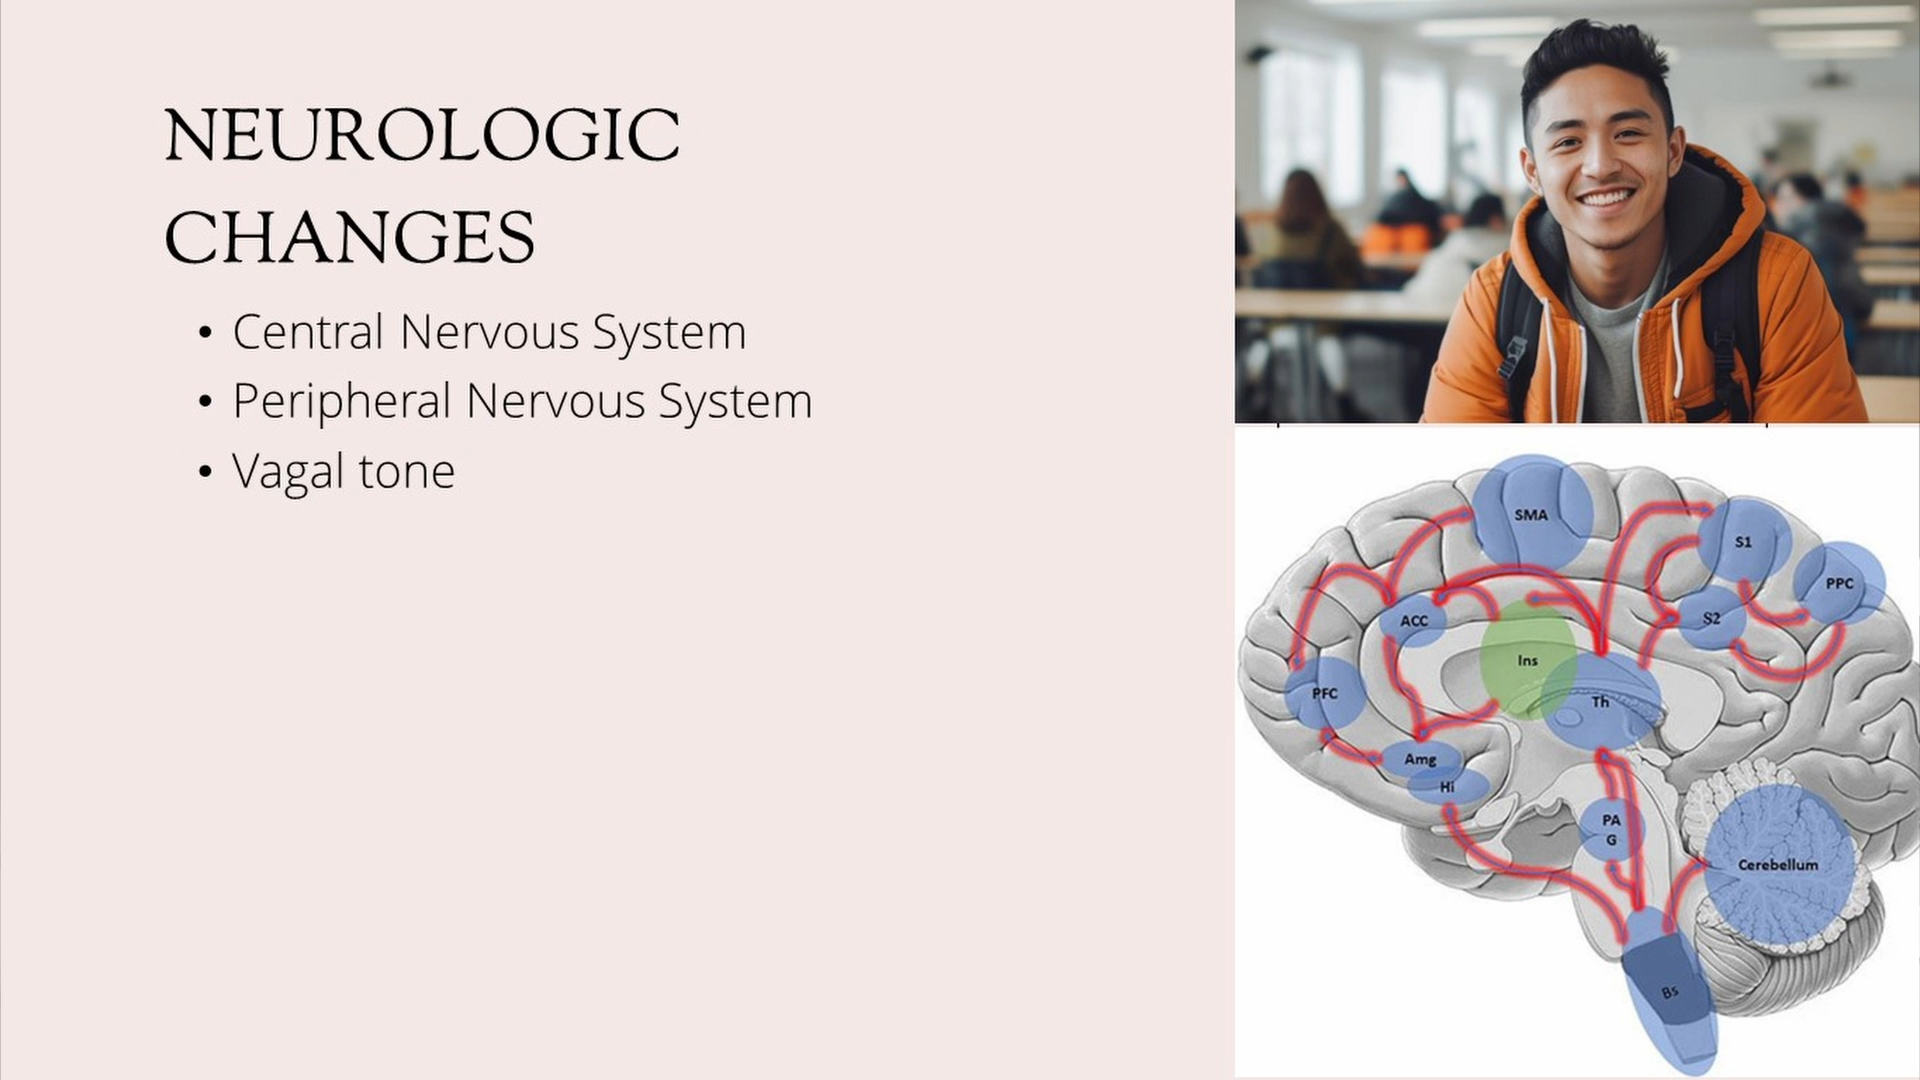 NEUROLOGIC
CHANGES
• Central Nervous System
• Peripheral Nervous System
• Vagal tone
SMA
S1
PPC
S2
ACC
Ins
PFC
Th
Amg
Hi
PA
G
Cerebellum
Bs